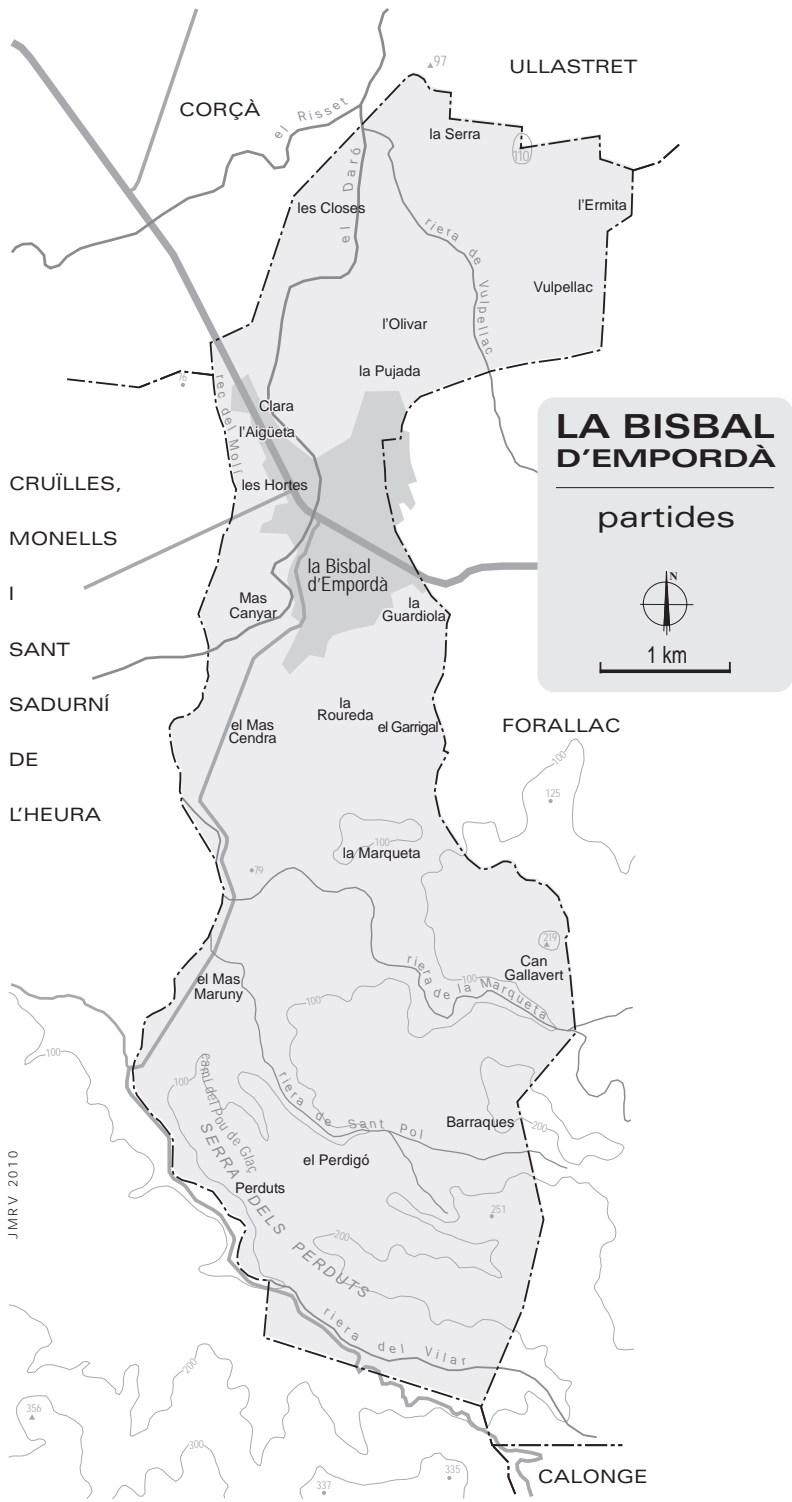 97
ULLASTRET
CORÇÀ
el Risset
la Serra
110
el Daró
les Closes
l'Ermita
riera de Vulpellac
Vulpellac
l'Olivar
la Pujada
76
rec del Molí
Clara
l'Aigüeta
LA BISBAL
D'EMPORDÀ
partides
N
1 km
les Hortes
CRUÏLLES,
MONELLS
I
SANT
SADURNÍ
DE
L'HEURA
la Bisbal
d'Empordà
Mas
Canyar
la
Guardiola
la
Roureda
el Mas
Cendra
el Garrigal
FORALLAC
100
125
100
la Marqueta
79
219
Can
Gallavert
riera de la Marqueta
100
el Mas
Maruny
100
100
100
camí del Pou de Glaç
riera de Sant Pol
Barraques
200
el Perdigó
Perduts
SERRA DELS PERDUTS
251
200
JMRV 2010
riera del Vilar
200
356
300
337
335
CALONGE